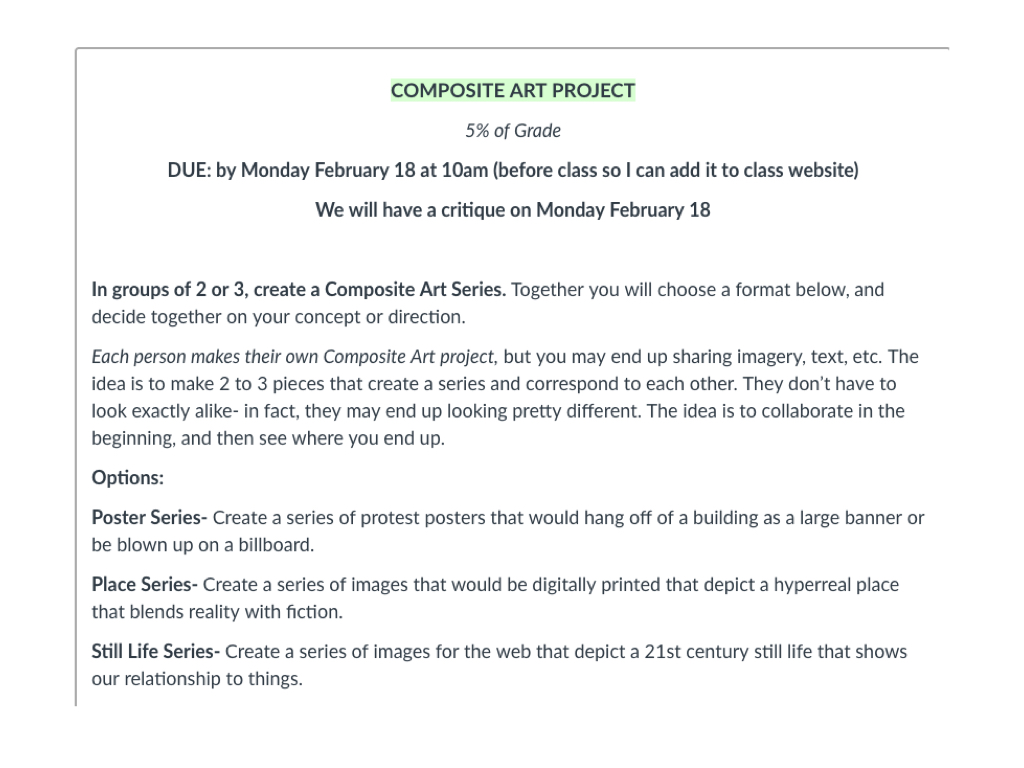 COMPOSITE ART PROJECT
5% of Grade
DUE: by Monday February 18 at 10am (before class so I can add it to class website)
We will have a critique on Monday February 18
In groups of 2 or 3, create a Composite Art Series. Together you will choose a format below, and
decide together on your concept or direction.
Each person makes their own Composite Art project, but you may end up sharing imagery, text, etc. The
idea is to make 2 to 3 pieces that create a series and correspond to each other. They don't have to
look exactly alike- in fact, they may end up looking pretty different. The idea is to collaborate in the
beginning, and then see where you end up.
Options:
Poster Series- Create a series of protest posters that would hang off of a building as a large banner or
be blown up on a billboard.
Place Series- Create a series of images that would be digitally printed that depict a hyperreal place
that blends reality with fiction.
Still Life Series- Create a series of images for the web that depict a 21st century still life that shows
our relationship to things.